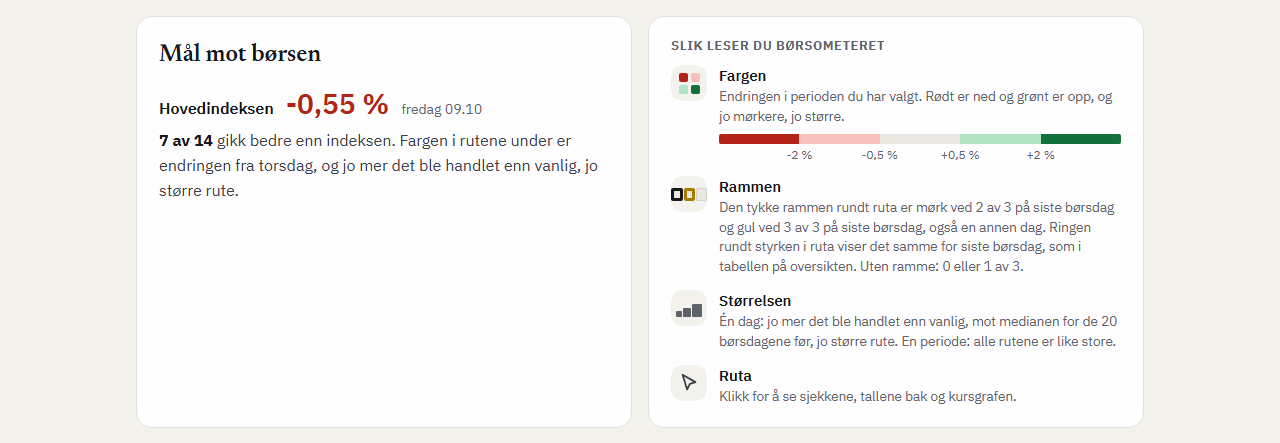 Mål mot børsen
Hovedindeksen -0,55 % fredag 09.10
7 av 14 gikk bedre enn indeksen. Fargen i rutene under er
endringen fra torsdag, og jo mer det ble handlet enn vanlig, jo
større rute.
SLIK LESER DU BØRSOMETERET
Fargen
Endringen i perioden du har valgt. Rødt er ned og grønt er opp, og
jo mørkere, jo større.
-2 % -0,5 % +0,5 % +2 %
Rammen
Den tykke rammen rundt ruta er mørk ved 2 av 3 på siste børsdag
og gul ved 3 av 3 på siste børsdag, også en annen dag. Ringen
rundt styrken i ruta viser det samme for siste børsdag, som i
tabellen på oversikten. Uten ramme: 0 eller 1 av 3.
Størrelsen
Én dag: jo mer det ble handlet enn vanlig, mot medianen for de 20
børsdagene før, jo større rute. En periode: alle rutene er like store.
Ruta
Klikk for å se sjekkene, tallene bak og kursgrafen.